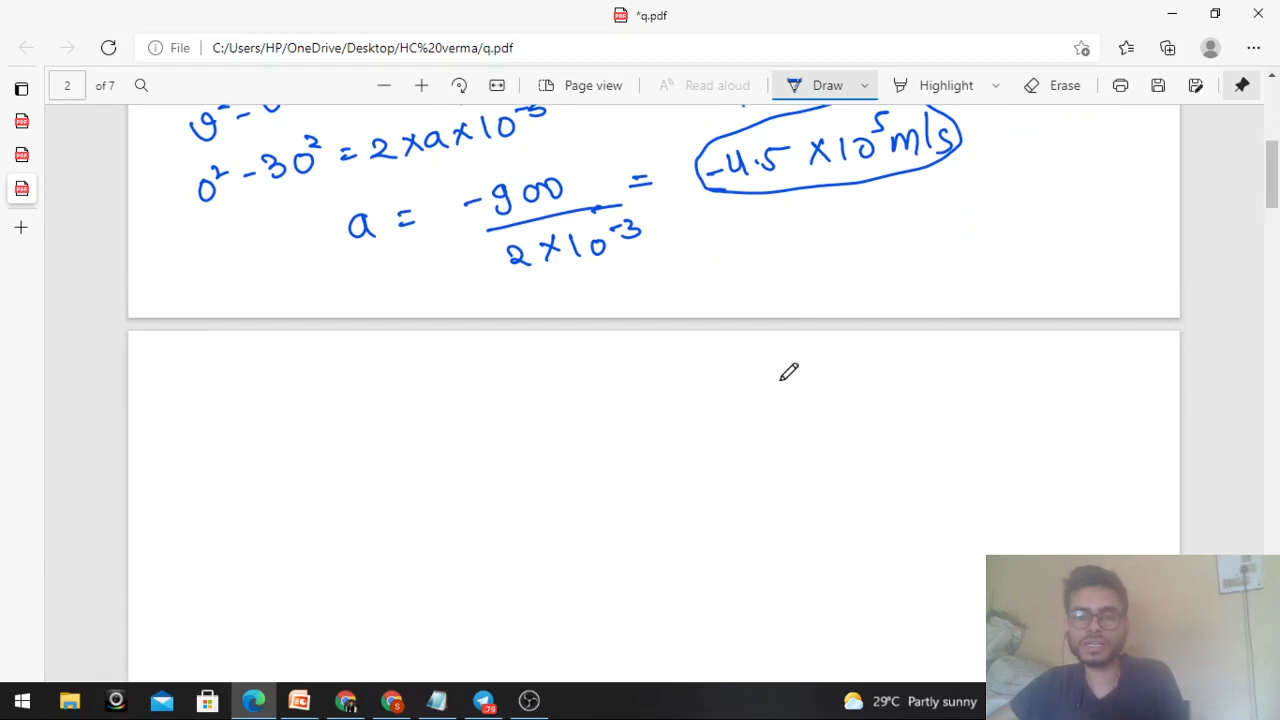 *q.pdf
File C:/Users/HP/OneDrive/Desktop/HC%20verma/q.pdf
2 of 7 Page view Read aloud Draw Highlight Erase
0² - 30² = 2 × a × 10⁻³
-4.5 × 10⁵ m/s
a = -900 / 2 × 10⁻³ =
79
29°C Partly sunny